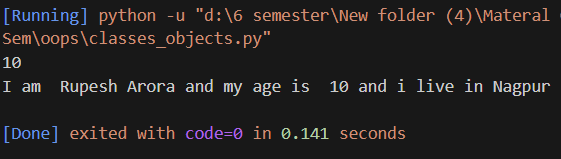 [Running] python -u "d:\6 semester\New folder (4)\Materal
Sem\oops\classes_objects.py"
10
I am  Rupesh Arora and my age is  10 and i live in Nagpur
[Done] exited with code=0 in 0.141 seconds